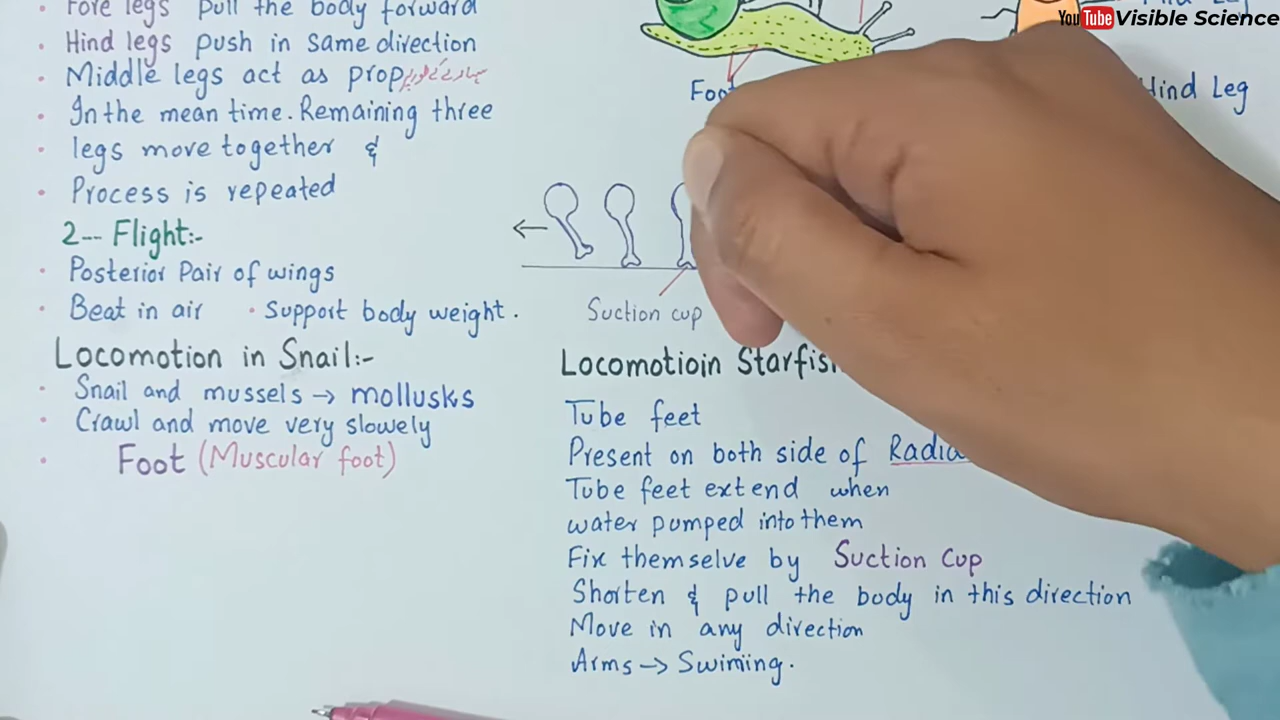 Fore legs pull the body forward
Hind legs push in same direction
Middle legs act as prop
In the mean time. Remaining three
legs move together &
Process is repeated
2-- Flight:-
Posterior Pair of wings
Beat in air • Support body weight.
Locomotion in Snail:-
Snail and mussels → mollusks
Crawl and move very slowely
Foot (Muscular foot)
YouTube Visible Science
Foot
Hind Leg
Suction cup
Locomotioin Starfish
Tube feet
Present on both side of
Tube feet extend when
water pumped into them
Fix themselve by Suction Cup
Shorten & pull the body in this direction
Move in any direction
Arms → Swimiing.